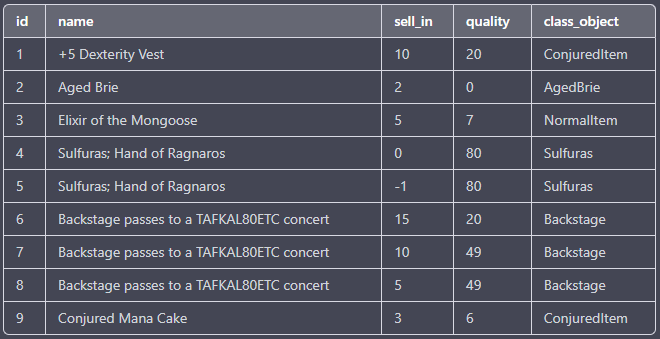 id name sell_in quality class_object
1 +5 Dexterity Vest 10 20 ConjuredItem
2 Aged Brie 2 0 AgedBrie
3 Elixir of the Mongoose 5 7 NormalItem
4 Sulfuras; Hand of Ragnaros 0 80 Sulfuras
5 Sulfuras; Hand of Ragnaros -1 80 Sulfuras
6 Backstage passes to a TAFKAL80ETC concert 15 20 Backstage
7 Backstage passes to a TAFKAL80ETC concert 10 49 Backstage
8 Backstage passes to a TAFKAL80ETC concert 5 49 Backstage
9 Conjured Mana Cake 3 6 ConjuredItem